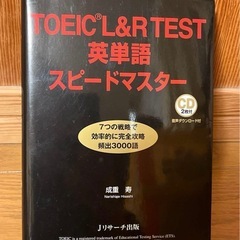 TOEIC® L&R TEST
英単語
スピードマスター
CD
2枚付
音声ダウンロード付
7つの戦略で
効率的に完全攻略
頻出3000語
成重 寿
Narishige Hisashi
Jリサーチ出版
TOEIC is a registered trademark of Educational Testing Service (ETS).